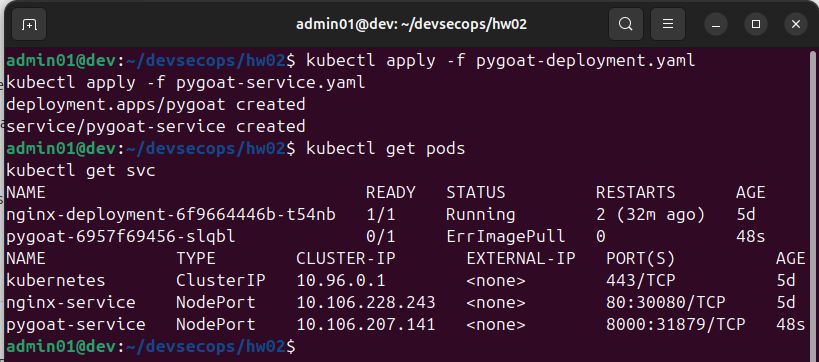 admin01@dev: ~/devsecops/hw02
admin01@dev:~/devsecops/hw02$ kubectl apply -f pygoat-deployment.yaml
kubectl apply -f pygoat-service.yaml
deployment.apps/pygoat created
service/pygoat-service created
admin01@dev:~/devsecops/hw02$ kubectl get pods
kubectl get svc
NAME READY STATUS RESTARTS AGE
nginx-deployment-6f9664446b-t54nb 1/1 Running 2 (32m ago) 5d
pygoat-6957f69456-slqbl 0/1 ErrImagePull 0 48s
NAME TYPE CLUSTER-IP EXTERNAL-IP PORT(S) AGE
kubernetes ClusterIP 10.96.0.1 <none> 443/TCP 5d
nginx-service NodePort 10.106.228.243 <none> 80:30080/TCP 5d
pygoat-service NodePort 10.106.207.141 <none> 8000:31879/TCP 48s
admin01@dev:~/devsecops/hw02$